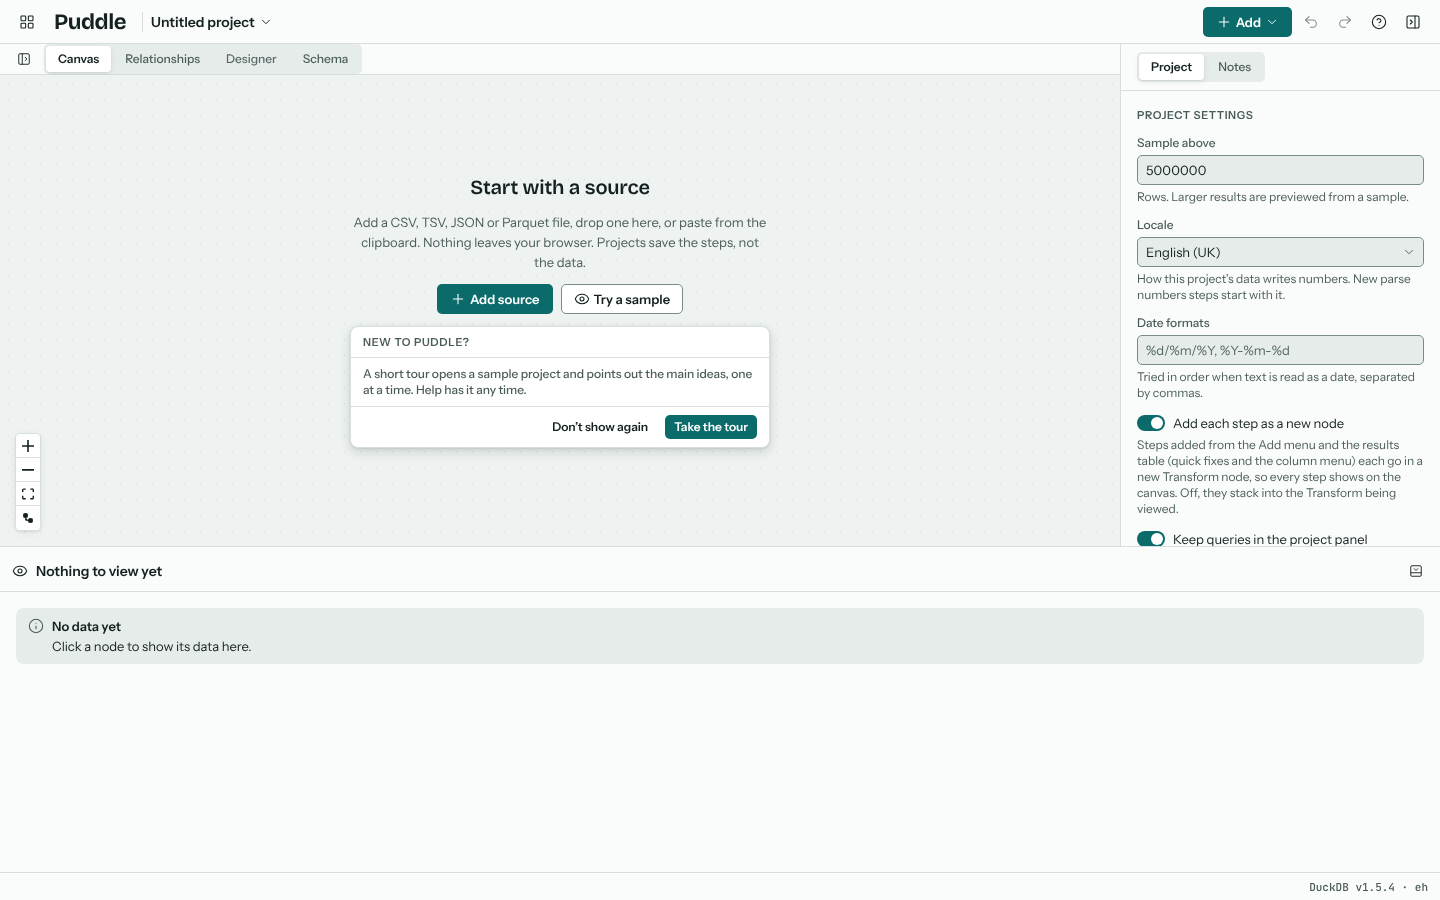 Puddle
Untitled project
Add
Canvas
Relationships
Designer
Schema
Project
Notes
Start with a source
Add a CSV, TSV, JSON or Parquet file, drop one here, or paste from the
clipboard. Nothing leaves your browser. Projects save the steps, not
the data.
Add source
Try a sample
NEW TO PUDDLE?
A short tour opens a sample project and points out the main ideas, one
at a time. Help has it any time.
Don't show again
Take the tour
PROJECT SETTINGS
Sample above
5000000
Rows. Larger results are previewed from a sample.
Locale
English (UK)
How this project's data writes numbers. New parse
numbers steps start with it.
Date formats
%d/%m/%Y, %Y-%m-%d
Tried in order when text is read as a date, separated
by commas.
Add each step as a new node
Steps added from the Add menu and the results
table (quick fixes and the column menu) each go in a
new Transform node, so every step shows on the
canvas. Off, they stack into the Transform being
viewed.
Keep queries in the project panel
Nothing to view yet
No data yet
Click a node to show its data here.
DuckDB v1.5.4 · eh